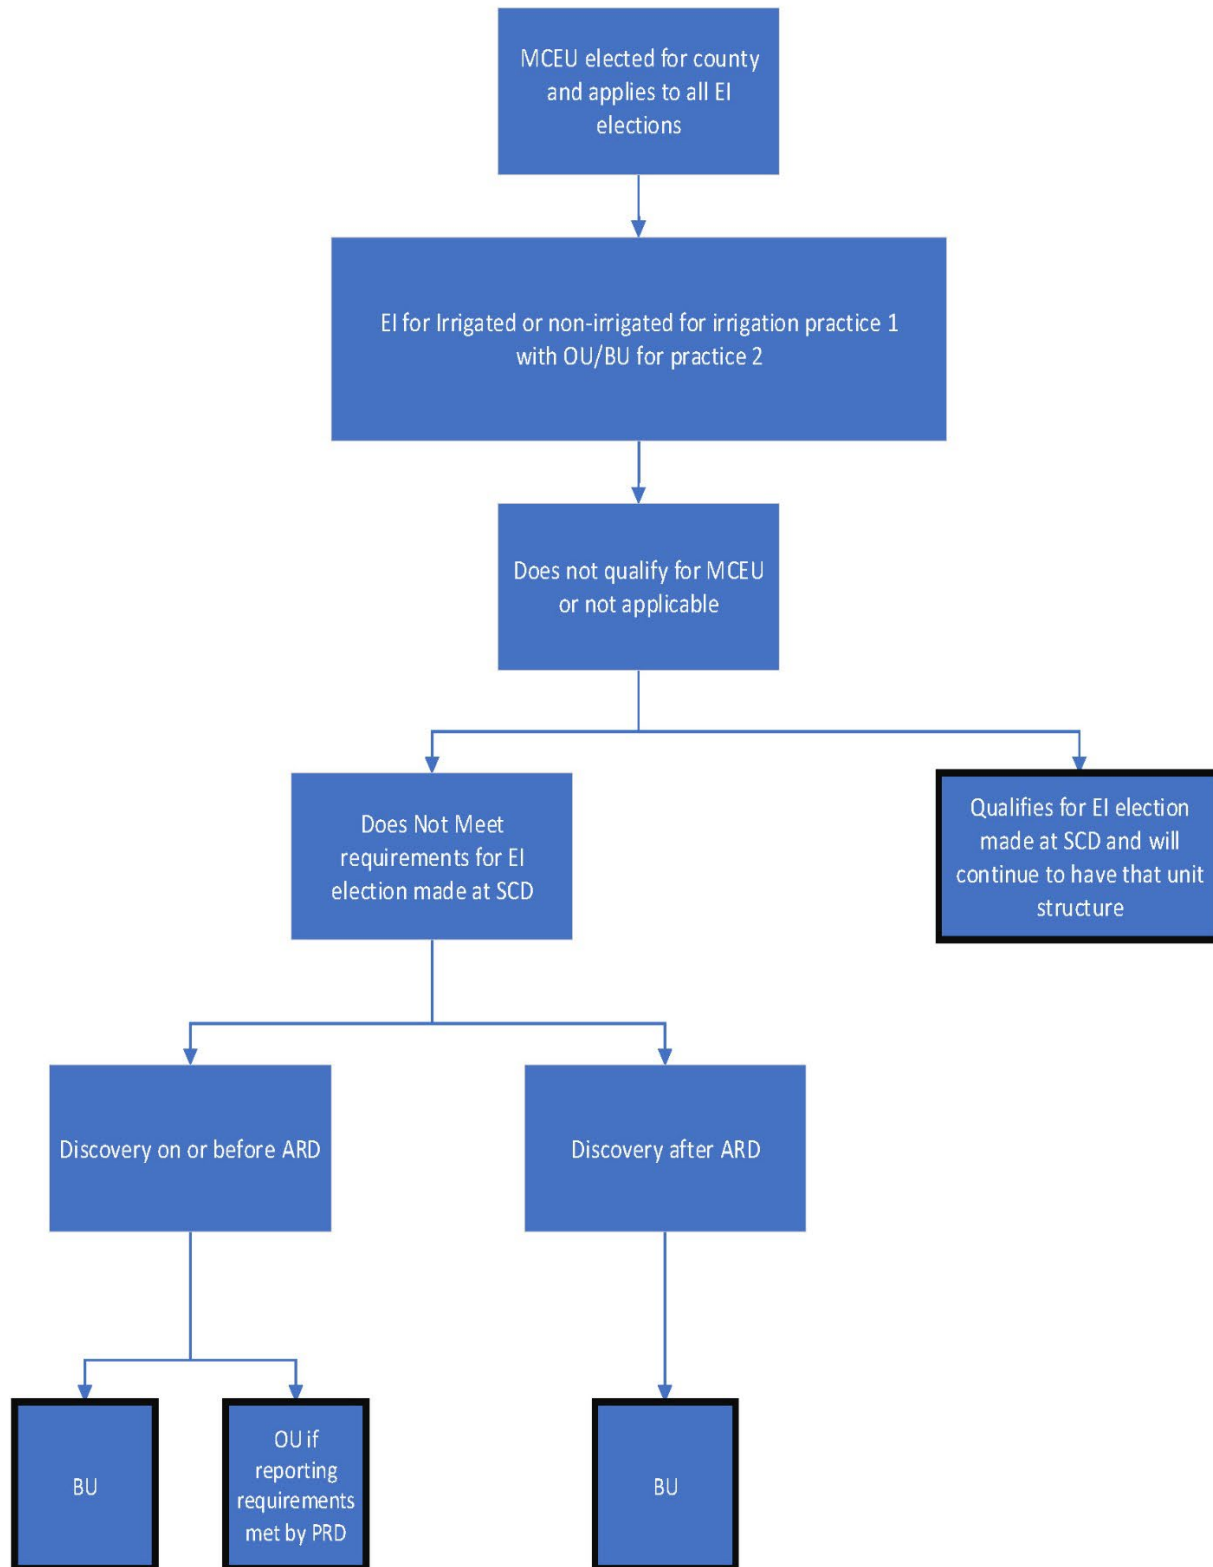 MCEU elected for county
and applies to all EI
elections
EI for Irrigated or non-irrigated for irrigation practice 1
with OU/BU for practice 2
Does not qualify for MCEU
or not applicable
Does Not Meet
requirements for EI
election made at SCD
Qualifies for EI election
made at SCD and will
continue to have that unit
structure
Discovery on or before ARD
Discovery after ARD
BU
OU if
reporting
requirements
met by PRD
BU